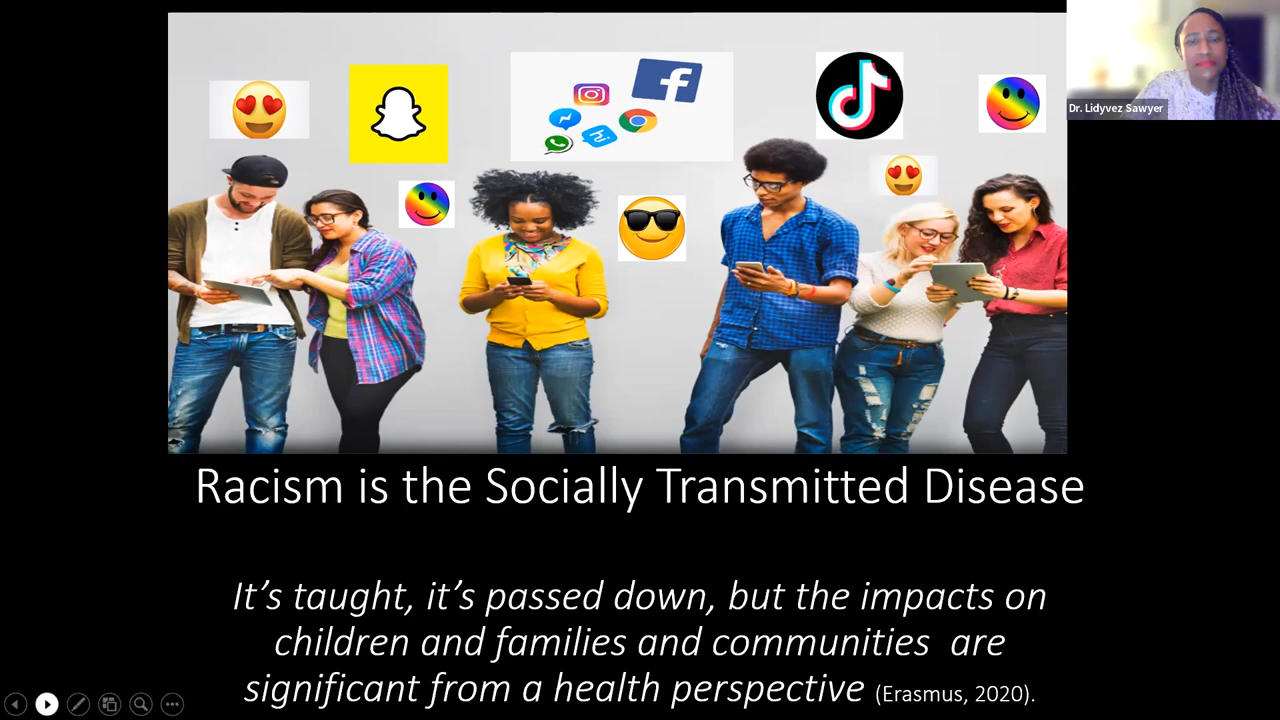 Dr. Lidyvez Sawyer
Racism is the Socially Transmitted Disease
It’s taught, it’s passed down, but the impacts on
children and families and communities  are
significant from a health perspective (Erasmus, 2020).